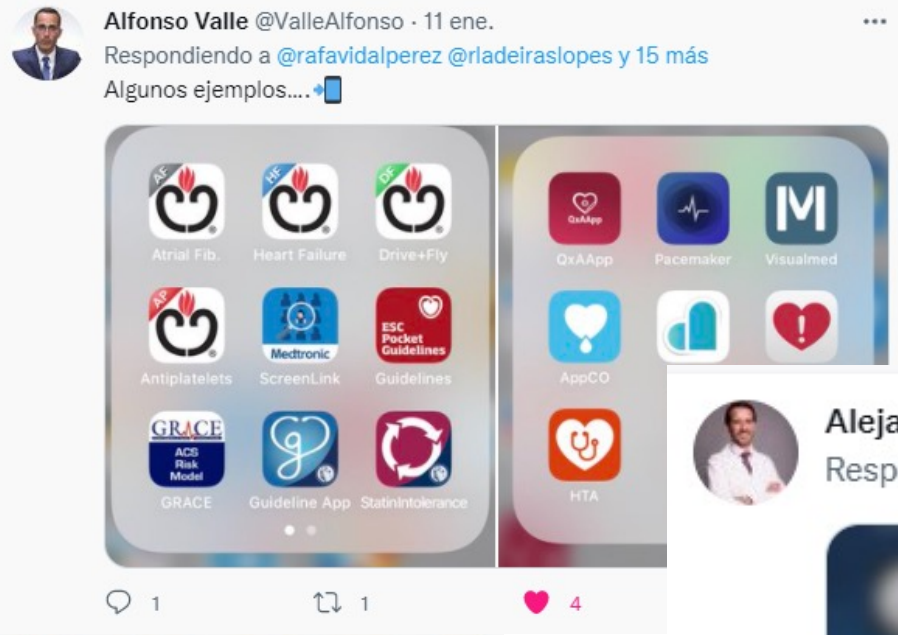 Alfonso Valle @ValleAlfonso · 11 ene.
Respondiendo a @rafavidalperez @rladeiraslopes y 15 más
Algunos ejemplos....
AF
HF
DF
Atrial Fib.
Heart Failure
Drive+Fly
AP
Medtronic
ESC
Pocket
Guidelines
Antiplatelets
ScreenLink
Guidelines
GRACE
ACS
Risk
Model
GRACE
Guideline App
StatinIntolerance
QxAApp
M
QxAApp
Pacemaker
Visualmed
AppCO
HTA
1
1
4
Aleja
Resp